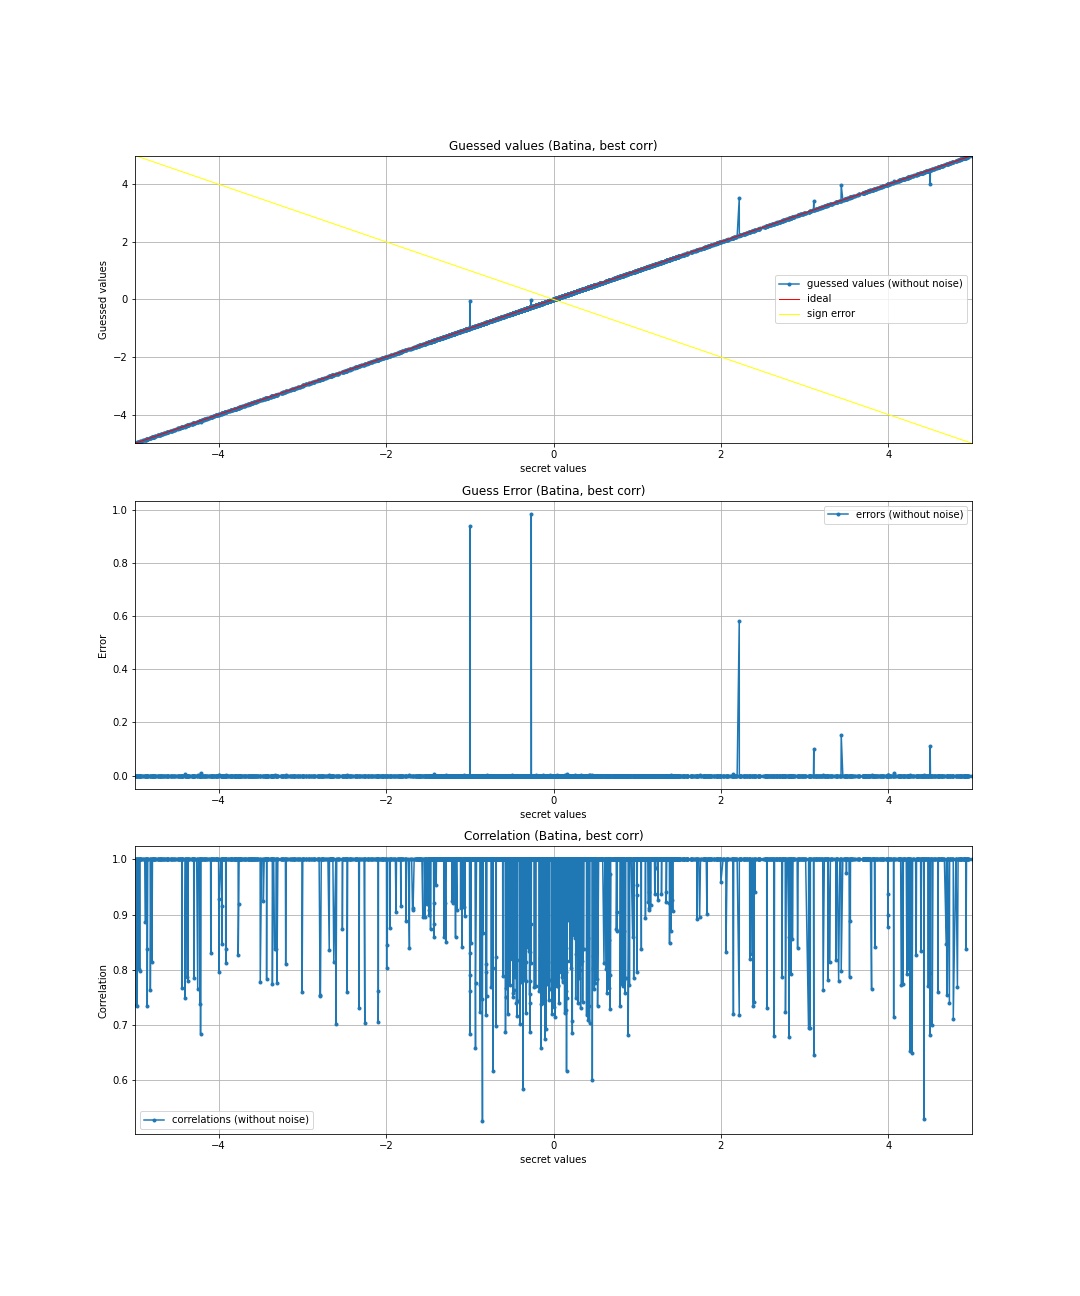 Guessed values (Batina, best corr)
Guessed values
4
2
0
−2
−4
guessed values (without noise)
ideal
sign error
−4 −2 0 2 4
secret values
Guess Error (Batina, best corr)
Error
1.0
0.8
0.6
0.4
0.2
0.0
errors (without noise)
−4 −2 0 2 4
secret values
Correlation (Batina, best corr)
Correlation
1.0
0.9
0.8
0.7
0.6
correlations (without noise)
−4 −2 0 2 4
secret values